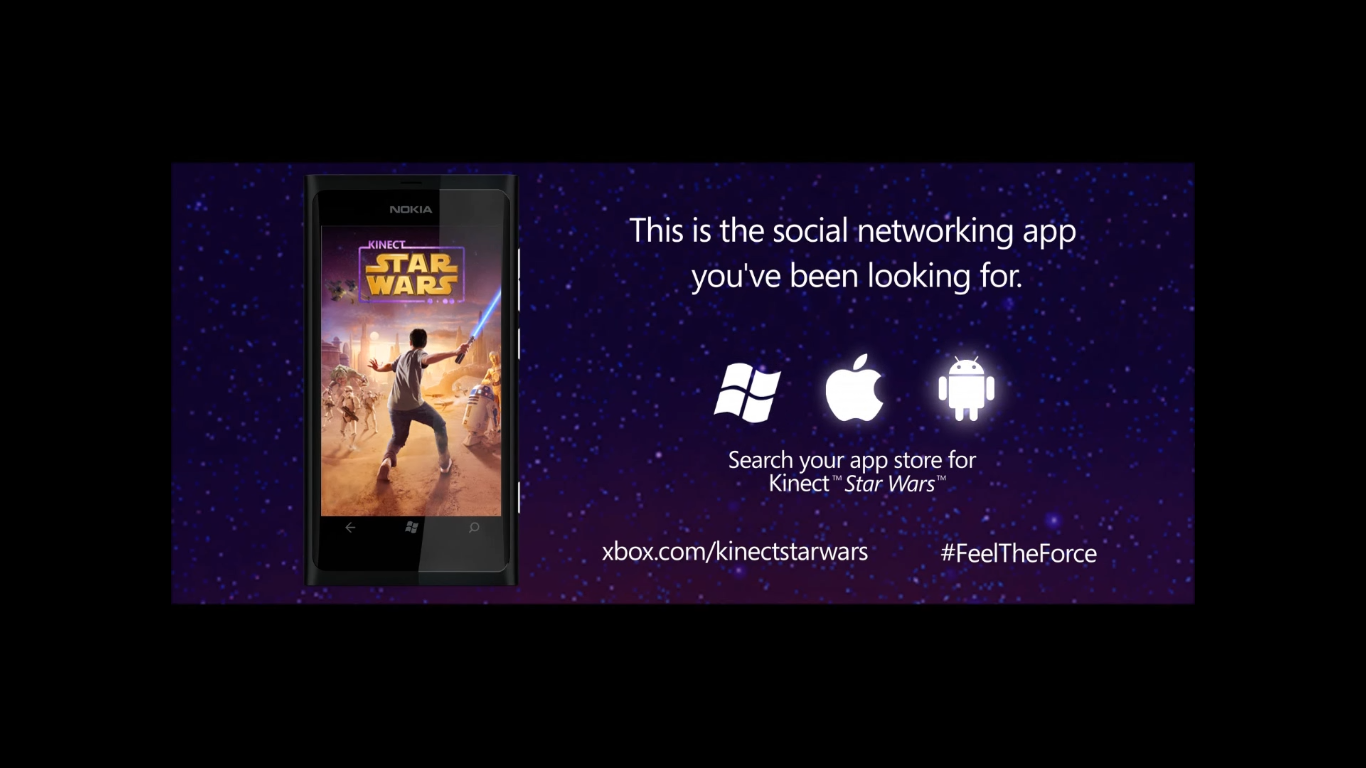 NOKIA
KINECT
STAR
WARS
This is the social networking app
you've been looking for.
Search your app store for
Kinect™ Star Wars™
xbox.com/kinectstarwars
#FeelTheForce